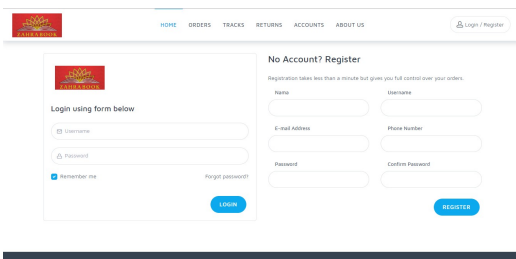 ZAHRABOOK
HOME ORDERS TRACKS RETURNS ACCOUNTS ABOUT US
Login / Register
ZAHRABOOK
Login using form below
Username
Password
Remember me
Forgot password?
LOGIN
No Account? Register
Registration takes less than a minute but gives you full control over your orders.
Nama
Username
E-mail Address
Phone Number
Password
Confirm Password
REGISTER